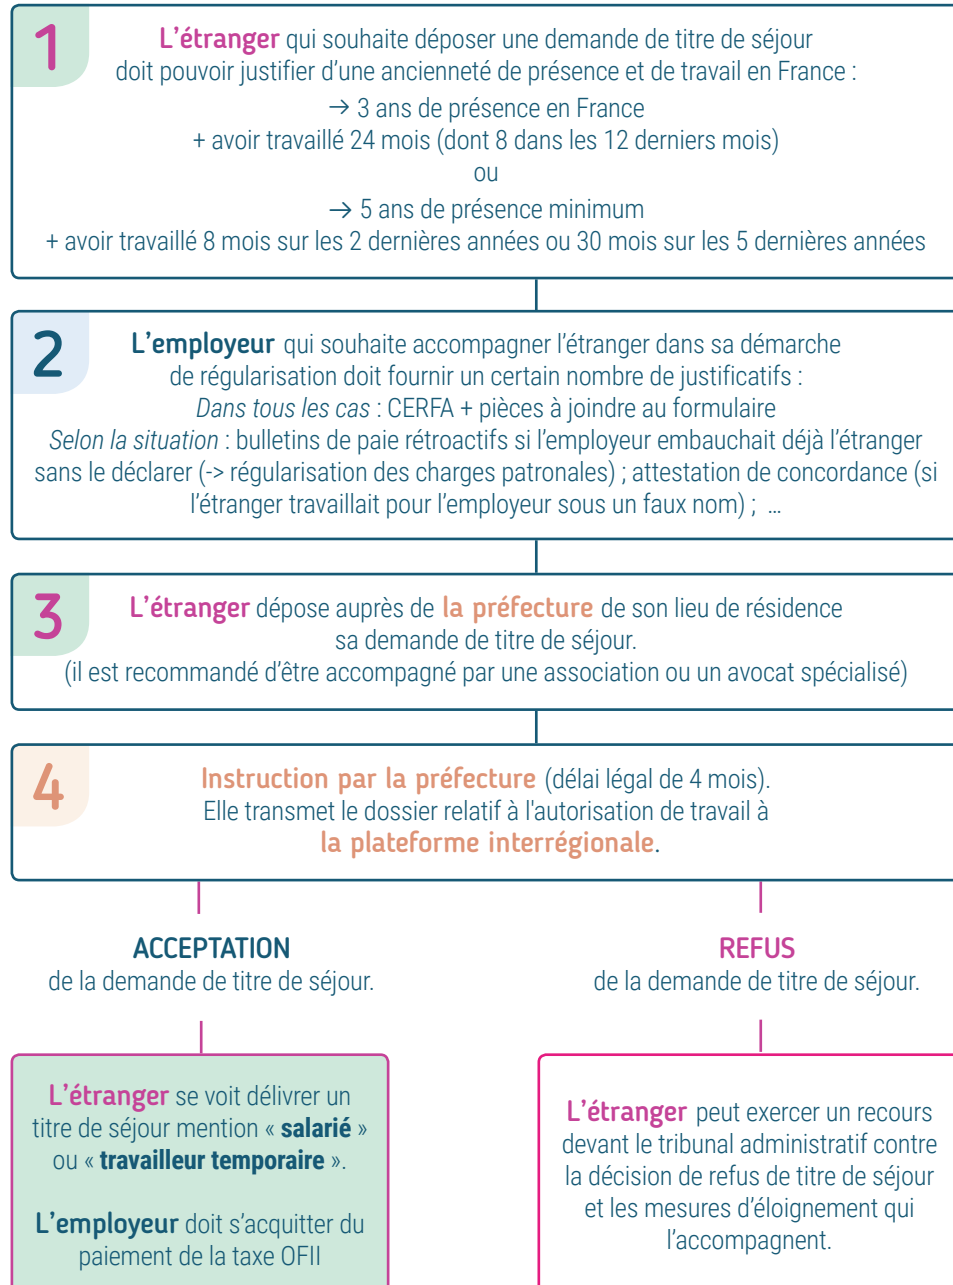 1
L'étranger qui souhaite déposer une demande de titre de séjour
doit pouvoir justifier d'une ancienneté de présence et de travail en France :
→ 3 ans de présence en France
+ avoir travaillé 24 mois (dont 8 dans les 12 derniers mois)
ou
→ 5 ans de présence minimum
+ avoir travaillé 8 mois sur les 2 dernières années ou 30 mois sur les 5 dernières années
2
L'employeur qui souhaite accompagner l'étranger dans sa démarche
de régularisation doit fournir un certain nombre de justificatifs :
Dans tous les cas : CERFA + pièces à joindre au formulaire
Selon la situation : bulletins de paie rétroactifs si l'employeur embauchait déjà l'étranger
sans le déclarer (-> régularisation des charges patronales) ; attestation de concordance (si
l'étranger travaillait pour l'employeur sous un faux nom) ; ...
3
L'étranger dépose auprès de la préfecture de son lieu de résidence
sa demande de titre de séjour.
(il est recommandé d'être accompagné par une association ou un avocat spécialisé)
4
Instruction par la préfecture (délai légal de 4 mois).
Elle transmet le dossier relatif à l'autorisation de travail à
la plateforme interrégionale.
ACCEPTATION
de la demande de titre de séjour.
L'étranger se voit délivrer un
titre de séjour mention « salarié »
ou « travailleur temporaire ».
L'employeur doit s'acquitter du
paiement de la taxe OFII
REFUS
de la demande de titre de séjour.
L'étranger peut exercer un recours
devant le tribunal administratif contre
la décision de refus de titre de séjour
et les mesures d'éloignement qui
l'accompagnent.